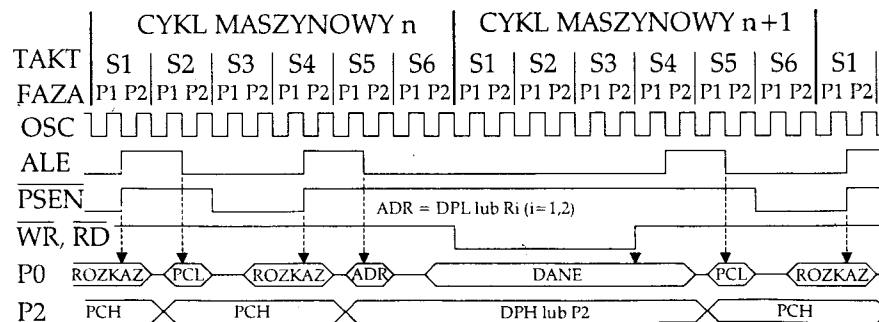 CYKL MASZYNOWY n CYKL MASZYNOWY n+1
TAKT S1 S2 S3 S4 S5 S6 S1 S2 S3 S4 S5 S6 S1
FAZA P1 P2 P1 P2 P1 P2 P1 P2 P1 P2 P1 P2 P1 P2 P1 P2 P1 P2 P1 P2 P1 P2 P1 P2 P1 P2
OSC
ALE
PSEN ADR = DPL lub Ri (i=1,2)
WR, RD
P0 ROZKAZ PCL ROZKAZ ADR DANE PCL ROZKAZ
P2 PCH PCH DPH lub P2 PCH